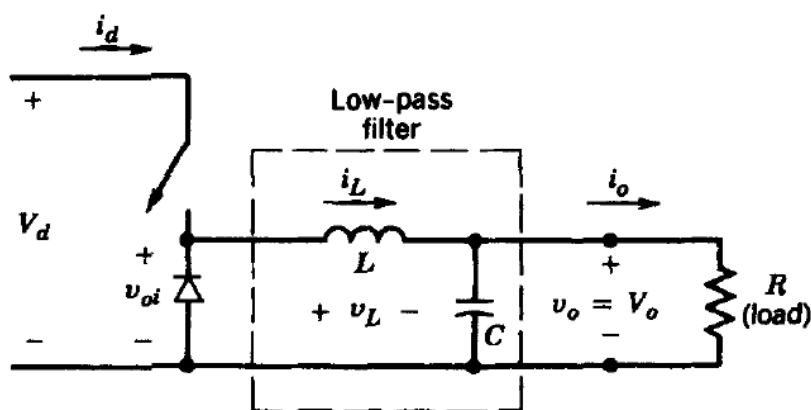 i_d
Low-pass
filter
+
i_L
i_o
V_d
+
L
+
R
v_oi
+ v_L −
C
v_o = V_o
(load)
−
−
−